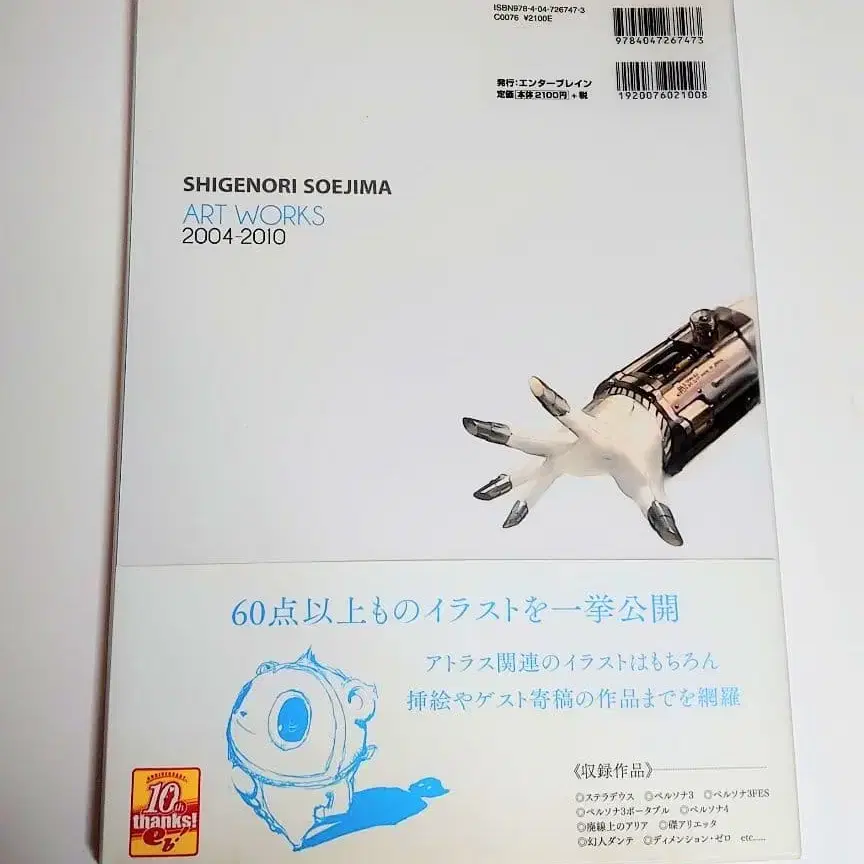 ISBN978-4-04-726747-3
C0076 ¥2100E
9784047267473
発行：エンターブレイン
定価 本体2100円 +税
1920076021008
SHIGENORI SOEJIMA
ART WORKS
2004-2010
60点以上ものイラストを一挙公開
アトラス関連のイラストはもちろん
挿絵やゲスト寄稿の作品までを網羅
《収録作品》
◎ステラデウス ◎ペルソナ3 ◎ペルソナ3FES
◎ペルソナ3ポータブル ◎ペルソナ4
◎廃線上のアリア ◎碟アリエッタ
◎幻人ダンテ ◎ディメンション・ゼロ etc.....
ANNIVERSARY
10th
thanks!